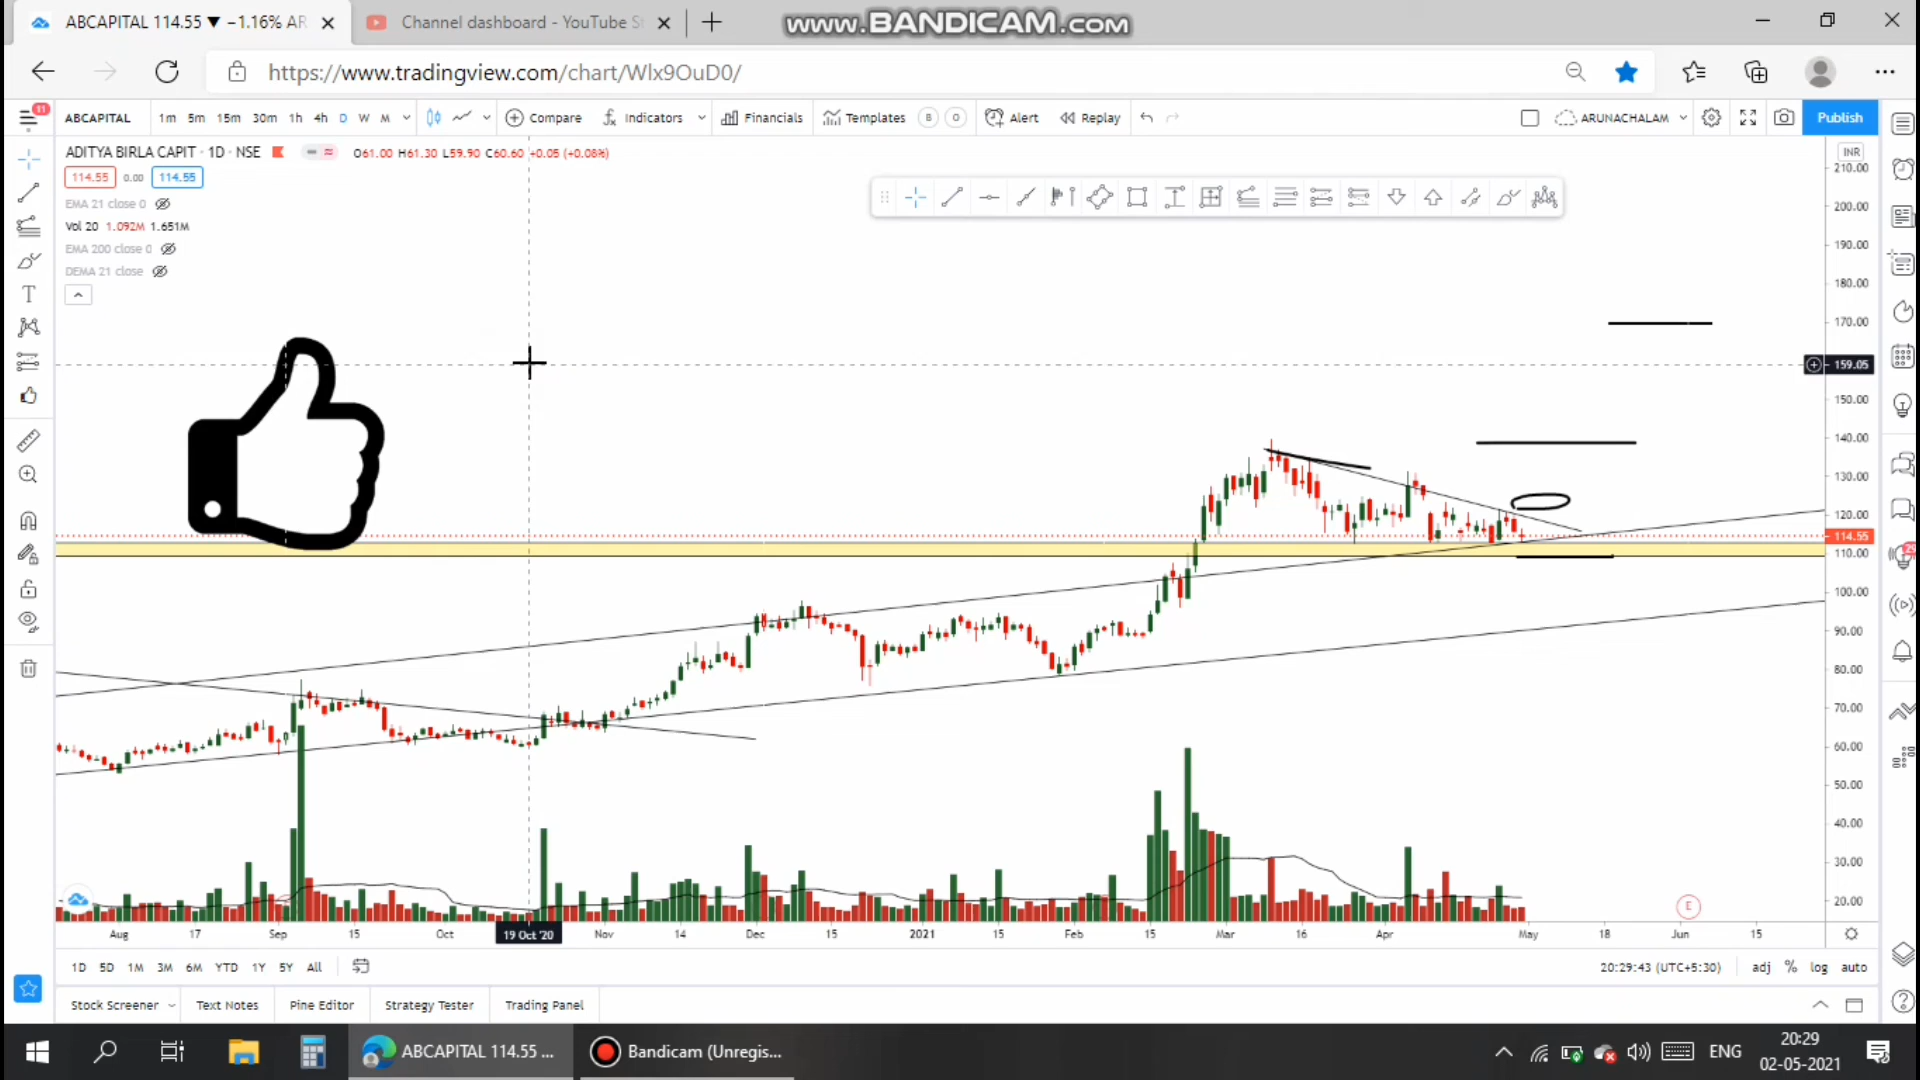 ABCAPITAL 114.55 ▼ −1.16% AR
Channel dashboard - YouTube S
www.BANDICAM.com
https://www.tradingview.com/chart/Wlx9OuD0/
11
ABCAPITAL
1m 5m 15m 30m 1h 4h D W M
Compare
Indicators
Financials
Templates
B
O
Alert
Replay
ARUNACHALAM
Publish
ADITYA BIRLA CAPIT · 1D · NSE
O61.00 H61.30 L59.90 C60.60 +0.05 (+0.08%)
INR
114.55 0.00 114.55
EMA 21 close 0
Vol 20 1.092M 1.651M
EMA 200 close 0
DEMA 21 close
T
210.00
200.00
190.00
180.00
170.00
159.05
150.00
140.00
130.00
120.00
114.55
110.00
100.00
90.00
80.00
70.00
60.00
50.00
40.00
30.00
20.00
E
Aug 17 Sep 15 Oct 19 Oct '20 Nov 14 Dec 15 2021 15 Feb 15 Mar 16 Apr May 18 Jun 15
1D 5D 1M 3M 6M YTD 1Y 5Y All
20:29:43 (UTC+5:30) adj % log auto
Stock Screener Text Notes Pine Editor Strategy Tester Trading Panel
ABCAPITAL 114.55 ...
Bandicam (Unregis...
ENG
20:29
02-05-2021